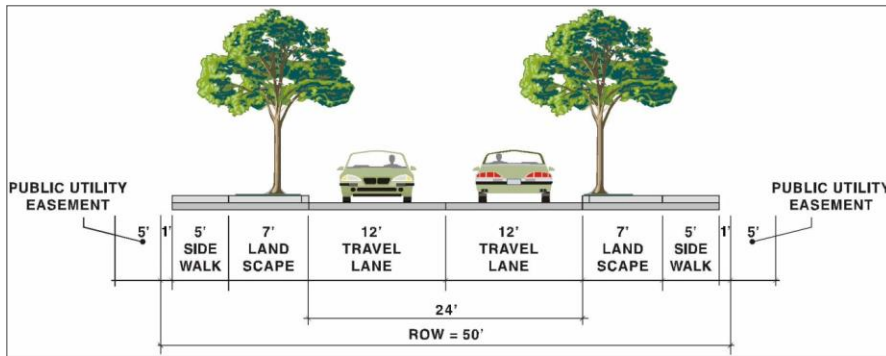 PUBLIC UTILITY
EASEMENT
PUBLIC UTILITY
EASEMENT
5'
1'
5'
SIDE
WALK
7'
LAND
SCAPE
12'
TRAVEL
LANE
12'
TRAVEL
LANE
7'
LAND
SCAPE
5'
SIDE
WALK
1'
5'
24'
ROW = 50'